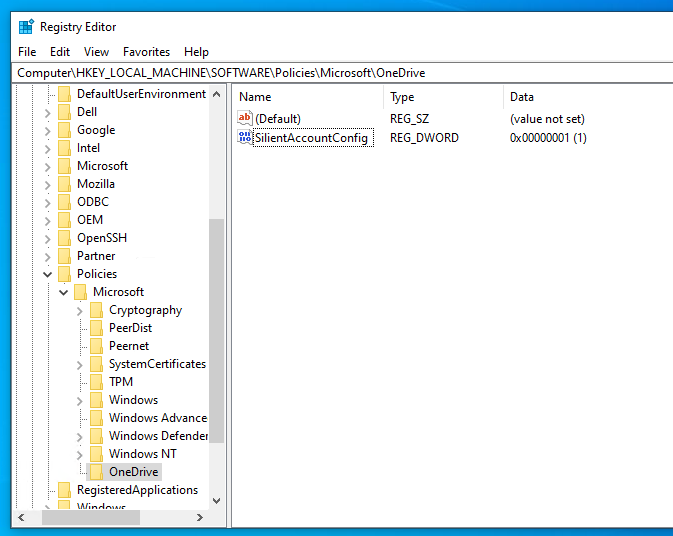 Registry Editor
File Edit View Favorites Help
Computer\HKEY_LOCAL_MACHINE\SOFTWARE\Policies\Microsoft\OneDrive
DefaultUserEnvironment
Dell
Google
Intel
Microsoft
Mozilla
ODBC
OEM
OpenSSH
Partner
Policies
Microsoft
Cryptography
PeerDist
Peernet
SystemCertificates
TPM
Windows
Windows Advance
Windows Defender
Windows NT
OneDrive
RegisteredApplications
Windows
Name Type Data
(Default) REG_SZ (value not set)
SilientAccountConfig REG_DWORD 0x00000001 (1)